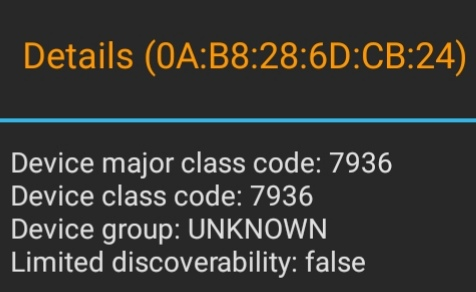 Details (0A:B8:28:6D:CB:24)
Device major class code: 7936
Device class code: 7936
Device group: UNKNOWN
Limited discoverability: false